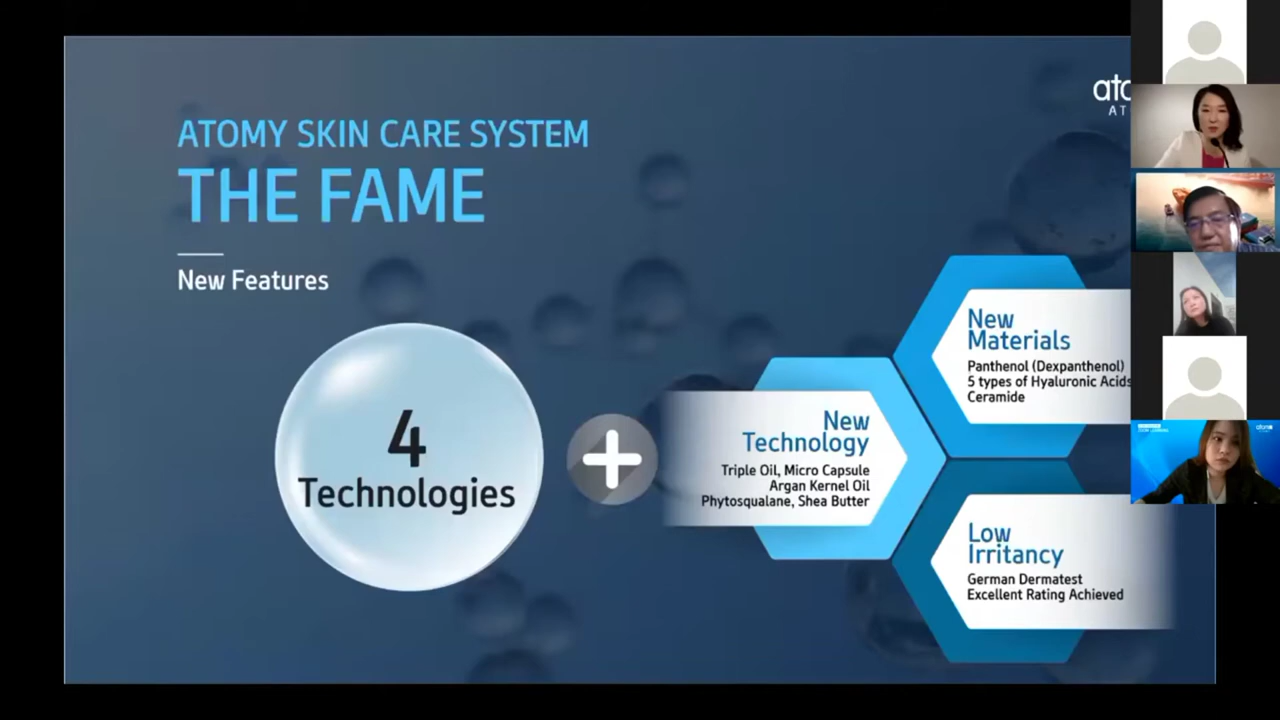 ATOMY SKIN CARE SYSTEM
THE FAME
New Features
4
Technologies
New
Technology
Triple Oil, Micro Capsule
Argan Kernel Oil
Phytosqualane, Shea Butter
New
Materials
Panthenol (Dexpanthenol)
5 types of Hyaluronic Acids
Ceramide
Low
Irritancy
German Dermatest
Excellent Rating Achieved